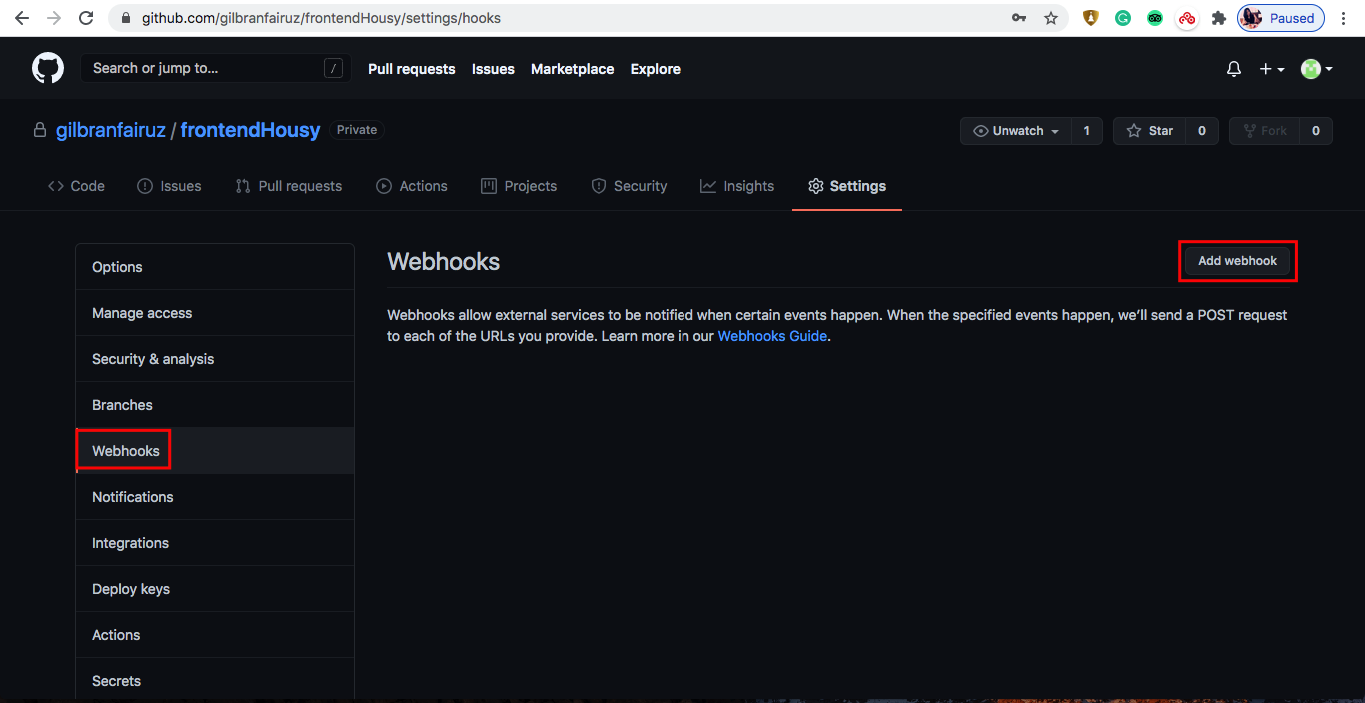 github.com/gilbranfairuz/frontendHousy/settings/hooks
Paused
Search or jump to... /
Pull requests Issues Marketplace Explore
gilbranfairuz / frontendHousy Private
Unwatch 1 Star 0 Fork 0
Code Issues Pull requests Actions Projects Security Insights Settings
Options
Manage access
Security & analysis
Branches
Webhooks
Notifications
Integrations
Deploy keys
Actions
Secrets
Webhooks
Add webhook
Webhooks allow external services to be notified when certain events happen. When the specified events happen, we’ll send a POST request
to each of the URLs you provide. Learn more in our Webhooks Guide.